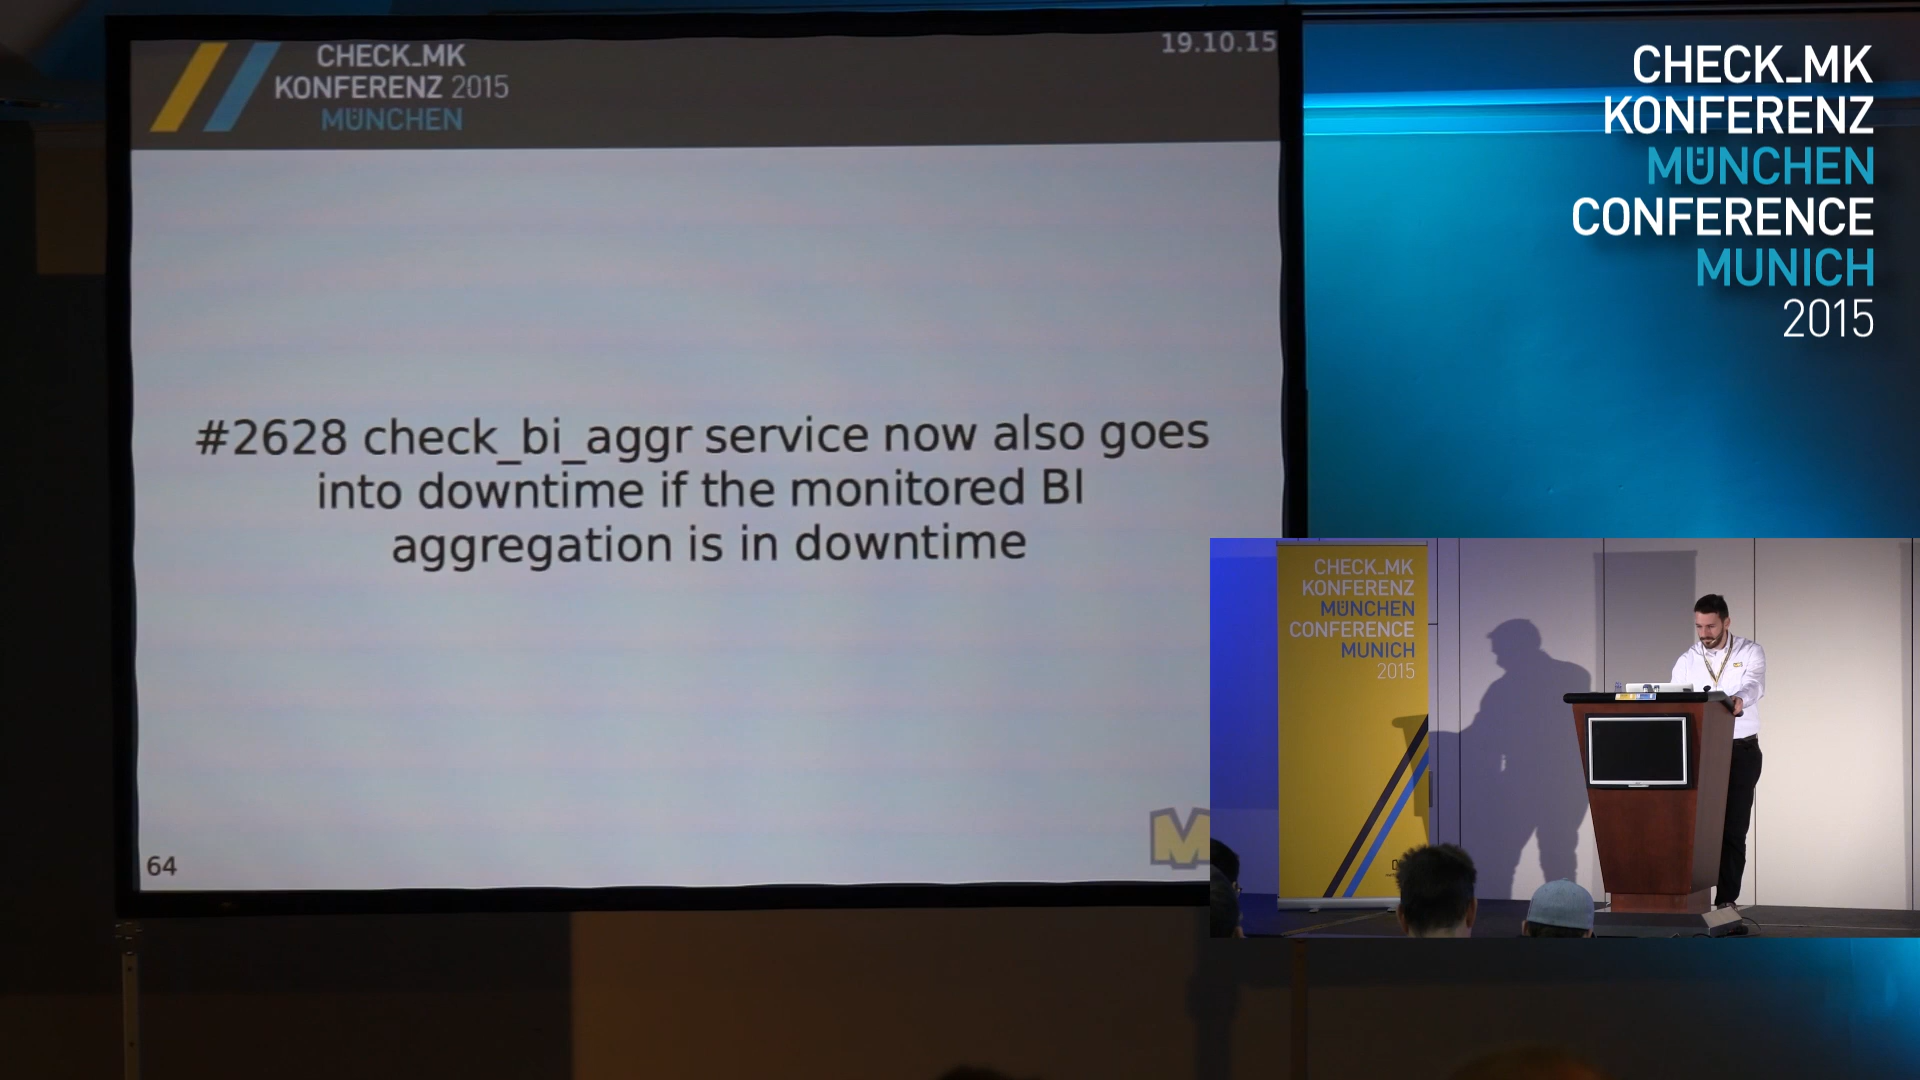 CHECK_MK
KONFERENZ 2015
MÜNCHEN
19.10.15
#2628 check_bi_aggr service now also goes
into downtime if the monitored BI
aggregation is in downtime
64
M
CHECK_MK
KONFERENZ
MÜNCHEN
CONFERENCE
MUNICH
2015
CHECK_MK
KONFERENZ
MÜNCHEN
CONFERENCE
MUNICH
2015